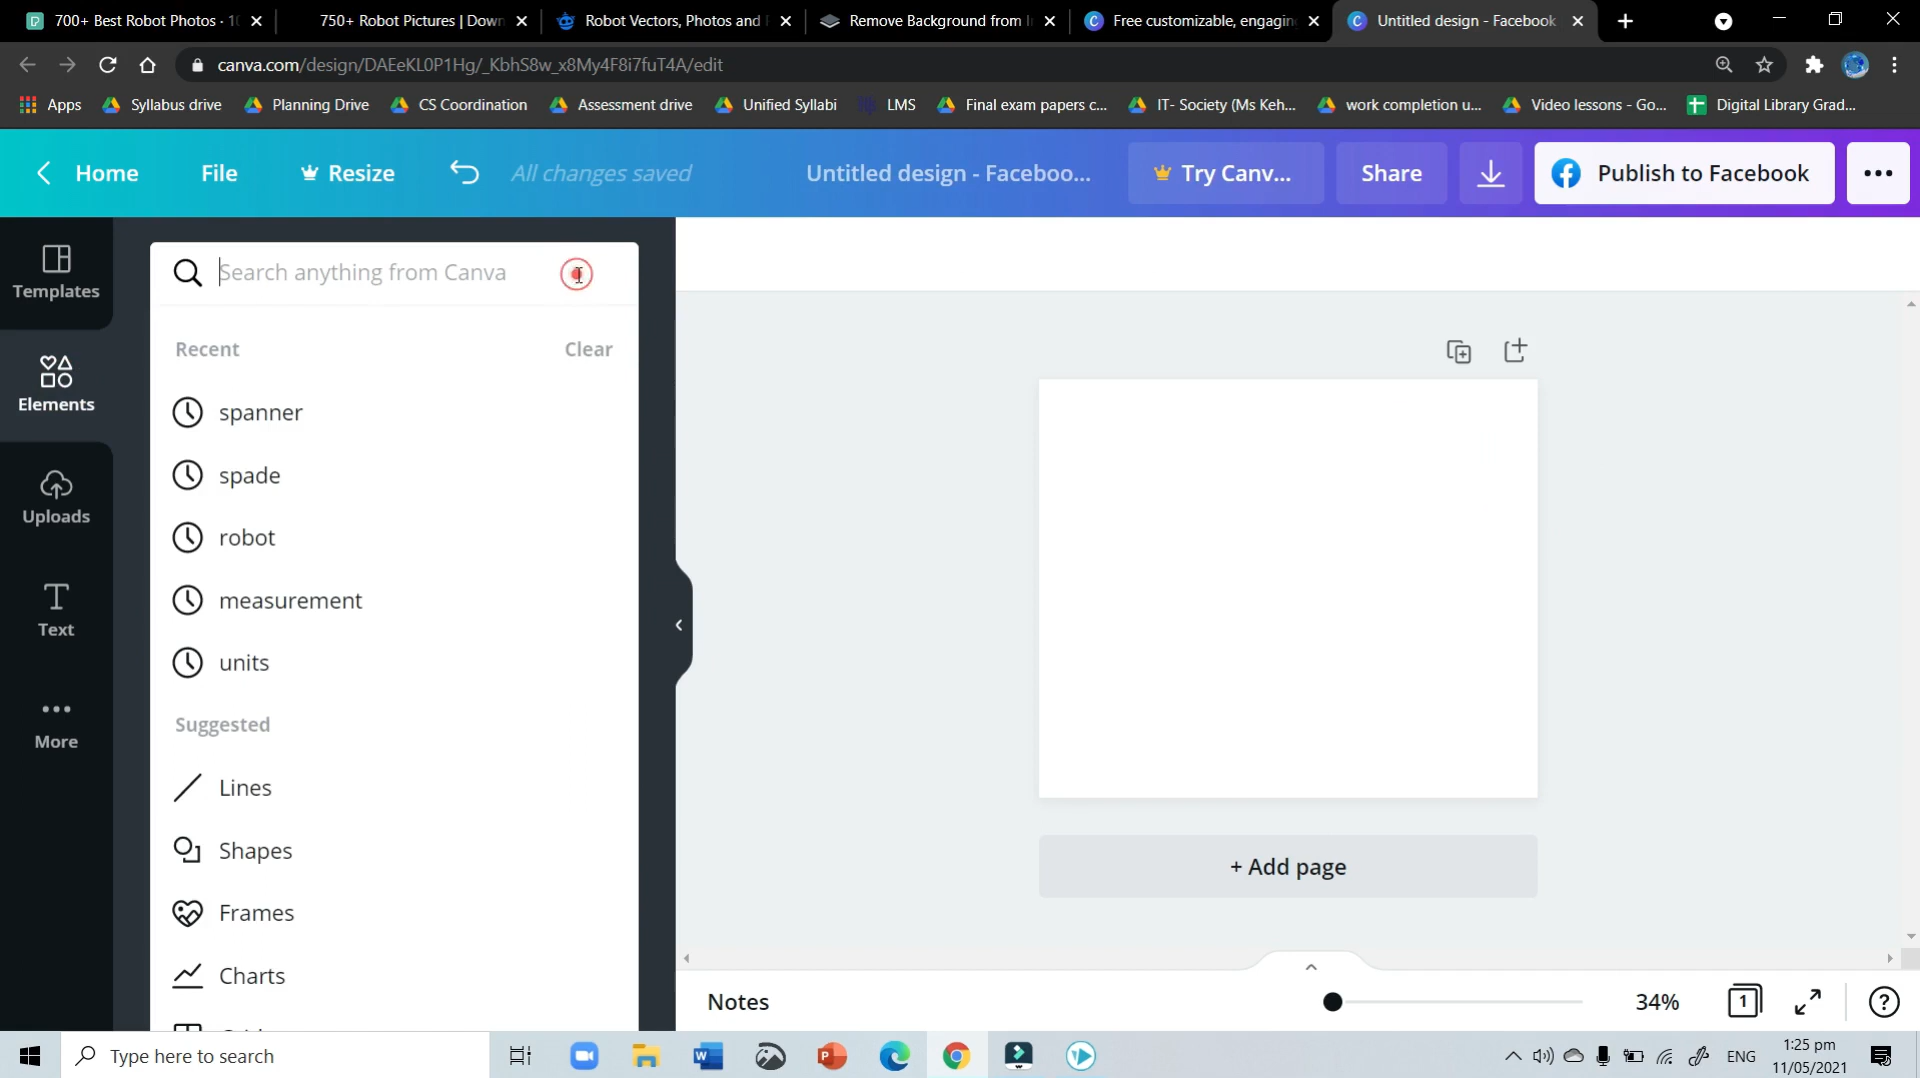 700+ Best Robot Photos · 10
750+ Robot Pictures | Down
Robot Vectors, Photos and
Remove Background from I
Free customizable, engagin
Untitled design - Facebook
canva.com/design/DAEeKL0P1Hg/_KbhS8w_x8My4F8i7fuT4A/edit
Apps
Syllabus drive
Planning Drive
CS Coordination
Assessment drive
Unified Syllabi
LMS
Final exam papers c...
IT- Society (Ms Keh...
work completion u...
Video lessons - Go...
Digital Library Grad...
Home
File
Resize
All changes saved
Untitled design - Faceboo...
Try Canv...
Share
Publish to Facebook
Templates
Elements
Uploads
Text
More
Search anything from Canva
Recent
Clear
spanner
spade
robot
measurement
units
Suggested
Lines
Shapes
Frames
Charts
+ Add page
Notes
34%
1
Type here to search
ENG
1:25 pm
11/05/2021